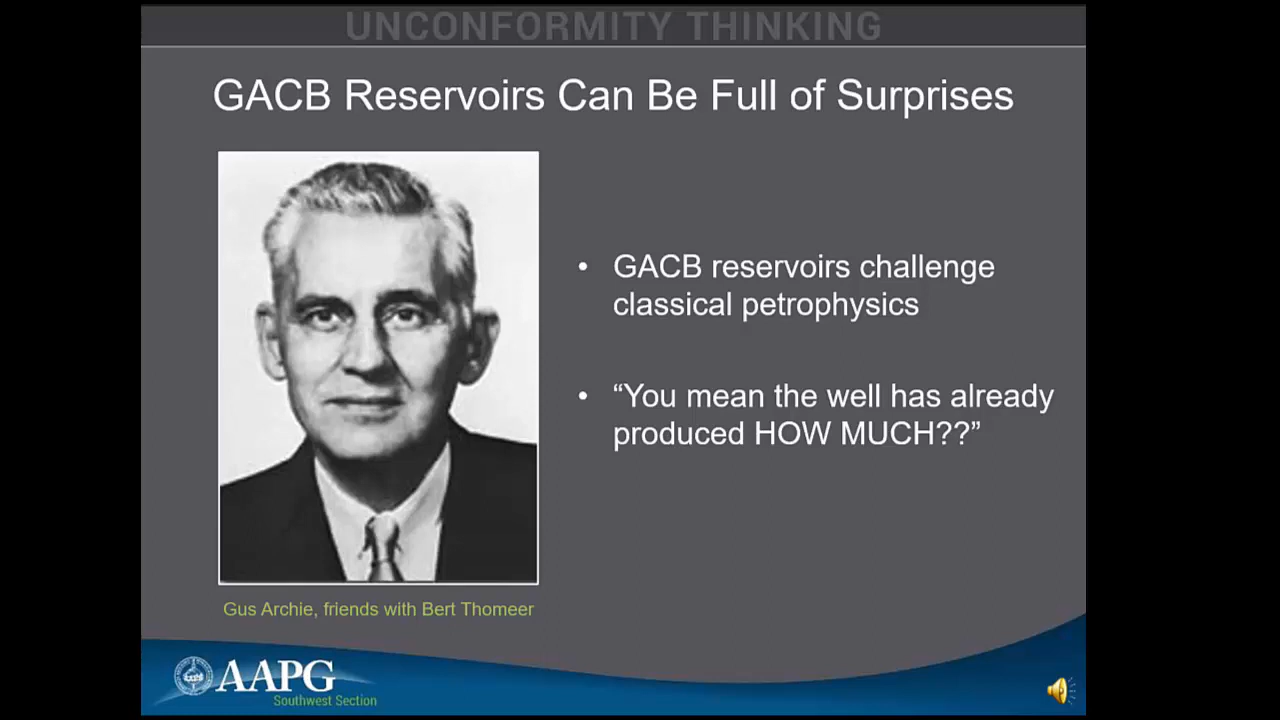 UNCONFORMITY THINKING
GACB Reservoirs Can Be Full of Surprises
• GACB reservoirs challenge
classical petrophysics
• “You mean the well has already
produced HOW MUCH??”
Gus Archie, friends with Bert Thomeer
AAPG
Southwest Section